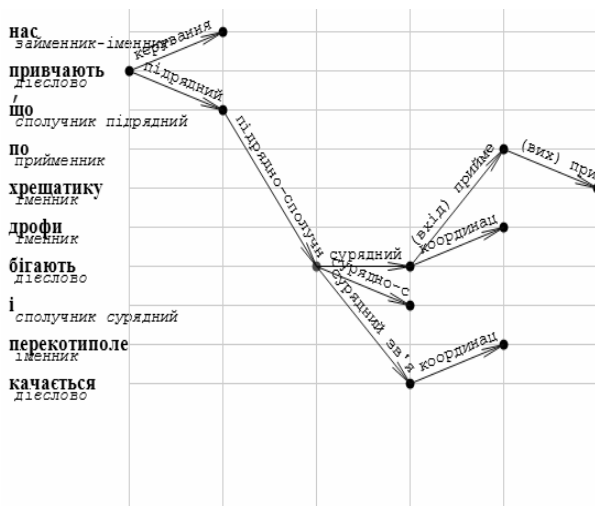 нас
займенник-іменник
керування
привчають
дієслово
підрядний
,
що
сполучник підрядний
підрядно-сполучн
по
прийменник
(вхід) прийме
(вих) при
хрещатику
іменник
дрофи
іменник
координац
бігають
дієслово
сурядний
сурядно-с
і
сполучник сурядний
сурядний зв'я
перекотиполе
іменник
координац
качається
дієслово